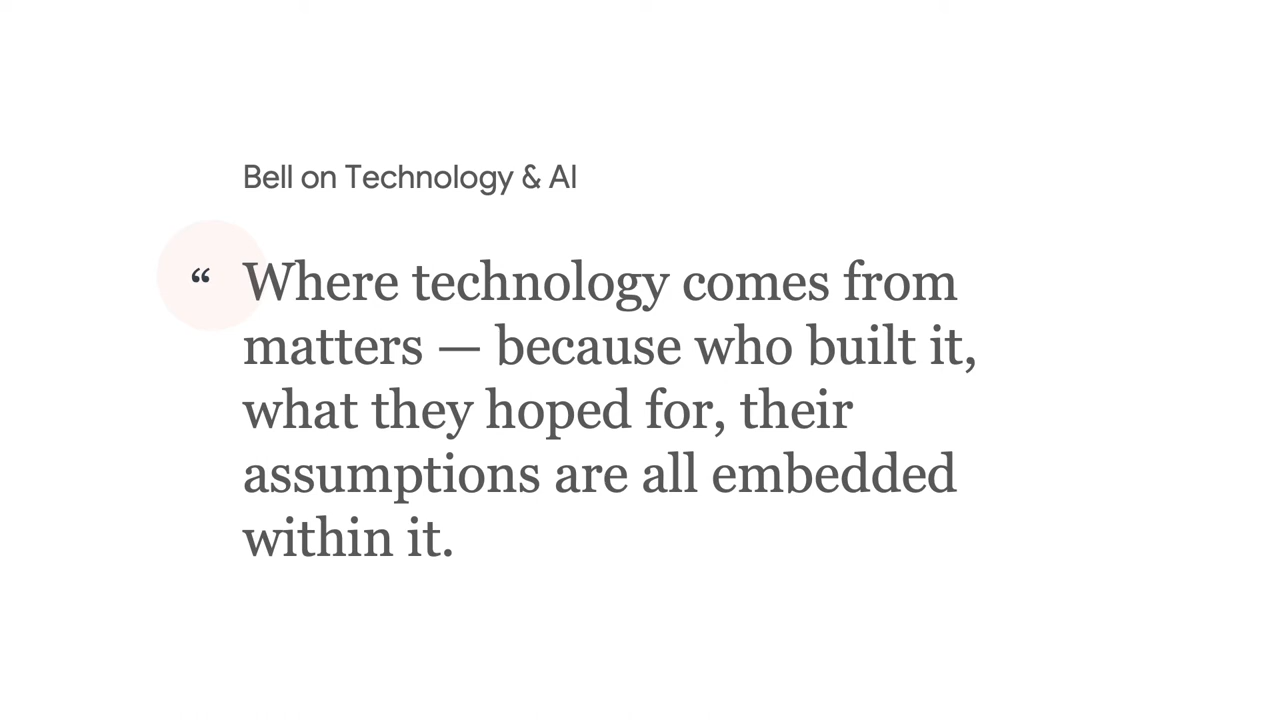 Bell on Technology & AI
“ Where technology comes from
matters — because who built it,
what they hoped for, their
assumptions are all embedded
within it.